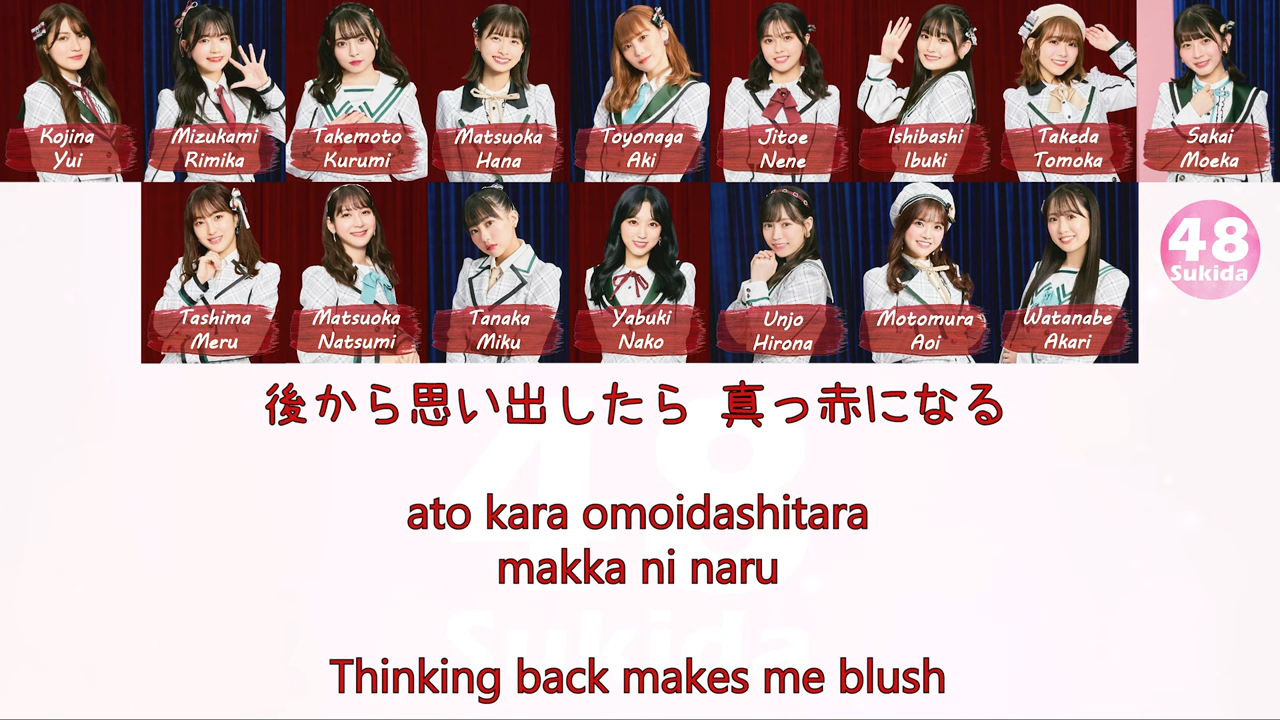 Kojina
Yui
Mizukami
Rimika
Takemoto
Kurumi
Matsuoka
Hana
Toyonaga
Aki
Jitoe
Nene
Ishibashi
Ibuki
Takeda
Tomoka
Sakai
Moeka
Tashima
Meru
Matsuoka
Natsumi
Tanaka
Miku
Yabuki
Nako
Unjo
Hirona
Motomura
Aoi
Watanabe
Akari
48
Sukida
後から思い出したら 真っ赤になる
ato kara omoidashitara
makka ni naru
48
Sukida
Thinking back makes me blush